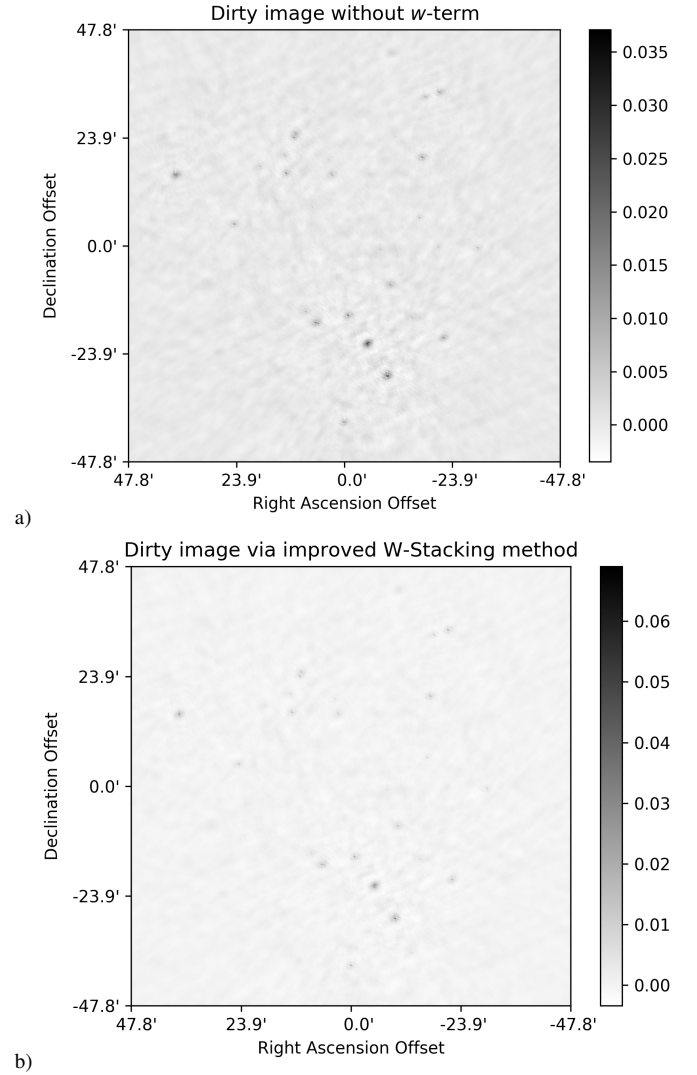 Dirty image without w-term
47.8'
23.9'
0.0'
-23.9'
-47.8'
Declination Offset
47.8' 23.9' 0.0' -23.9' -47.8'
Right Ascension Offset
0.035
0.030
0.025
0.020
0.015
0.010
0.005
0.000
a)
Dirty image via improved W-Stacking method
47.8'
23.9'
0.0'
-23.9'
-47.8'
Declination Offset
47.8' 23.9' 0.0' -23.9' -47.8'
Right Ascension Offset
0.06
0.05
0.04
0.03
0.02
0.01
0.00
b)